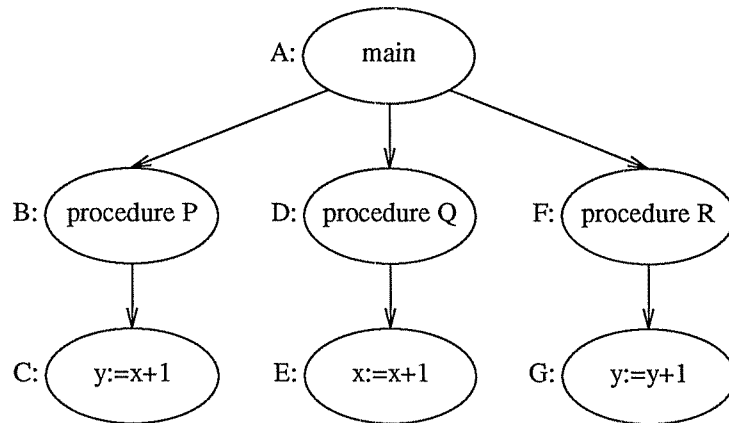 A: main
B: procedure P D: procedure Q F: procedure R
C: y:=x+1 E: x:=x+1 G: y:=y+1